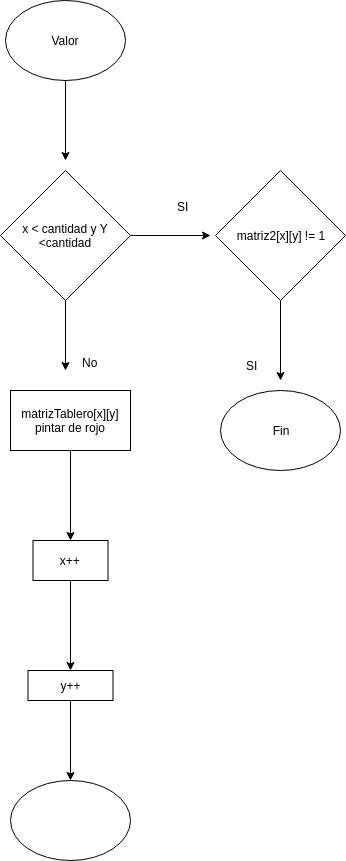 Valor
SI
x < cantidad y Y
<cantidad
matriz2[x][y] != 1
No
SI
matrizTablero[x][y]
pintar de rojo
Fin
x++
y++